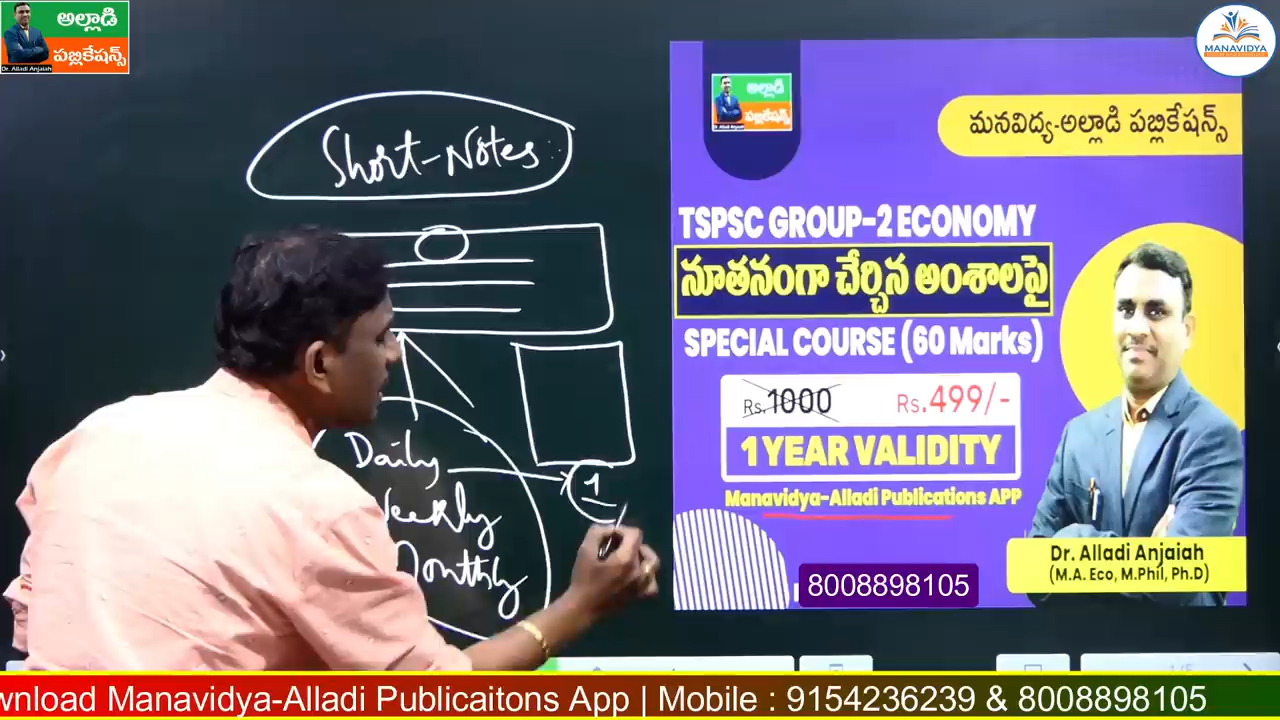 అల్లాడి
పబ్లికేషన్స్
Dr. Alladi Anjaiah
MANAVIDYA
Short-Notes
Daily
Weekly
Monthly
1
అల్లాడి
పబ్లికేషన్స్
మనవిద్య-అల్లాడి పబ్లికేషన్స్
TSPSC GROUP-2 ECONOMY
నూతనంగా చేర్చిన అంశాలపై
SPECIAL COURSE (60 Marks)
Rs.1000 Rs.499/-
1 YEAR VALIDITY
Manavidya-Alladi Publications APP
Dr. Alladi Anjaiah
(M.A. Eco, M.Phil, Ph.D)
8008898105
wnload Manavidya-Alladi Publicaitons App | Mobile : 9154236239 & 8008898105